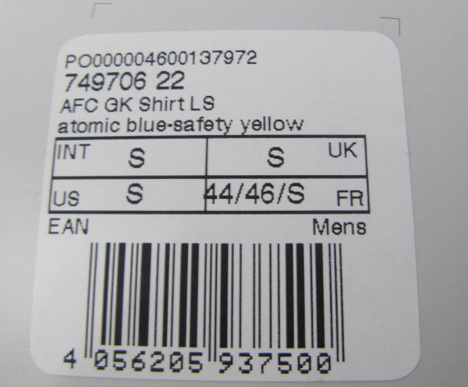 PO000004600137972
749706 22
AFC GK Shirt LS
atomic blue-safety yellow
INT S S UK
US S 44/46/S FR
EAN Mens
4 056205 937500